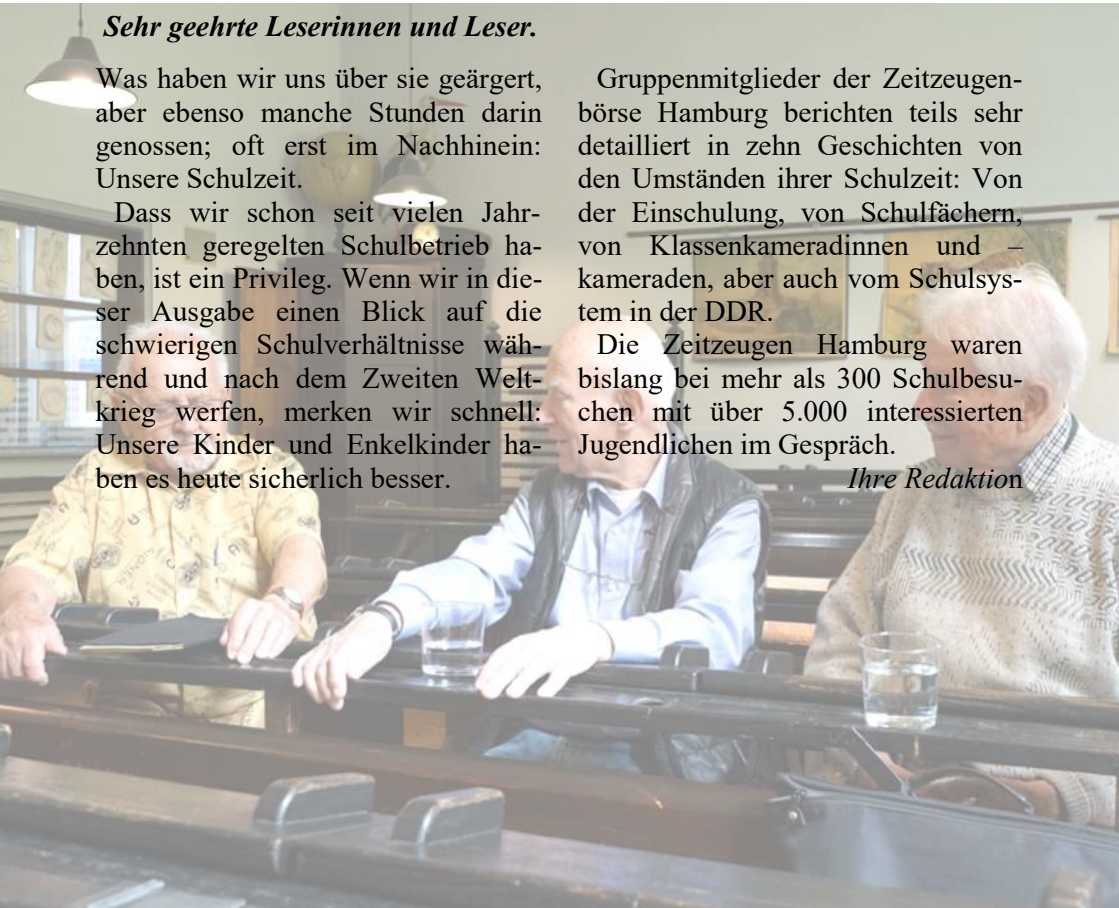 Sehr geehrte Leserinnen und Leser.
Was haben wir uns über sie geärgert,
aber ebenso manche Stunden darin
genossen; oft erst im Nachhinein:
Unsere Schulzeit.
Dass wir schon seit vielen Jahr-
zehnten geregelten Schulbetrieb ha-
ben, ist ein Privileg. Wenn wir in die-
ser Ausgabe einen Blick auf die
schwierigen Schulverhältnisse wäh-
rend und nach dem Zweiten Welt-
krieg werfen, merken wir schnell:
Unsere Kinder und Enkelkinder ha-
ben es heute sicherlich besser.
Gruppenmitglieder der Zeitzeugen-
börse Hamburg berichten teils sehr
detailliert in zehn Geschichten von
den Umständen ihrer Schulzeit: Von
der Einschulung, von Schulfächern,
von Klassenkameradinnen und –
kameraden, aber auch vom Schulsys-
tem in der DDR.
Die Zeitzeugen Hamburg waren
bislang bei mehr als 300 Schulbesu-
chen mit über 5.000 interessierten
Jugendlichen im Gespräch.
Ihre Redaktion